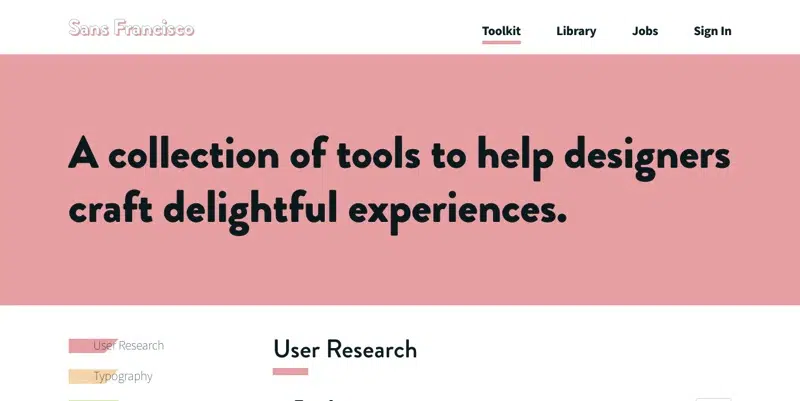 Sans Francisco
Toolkit Library Jobs Sign In
A collection of tools to help designers
craft delightful experiences.
User Research
User Research
Typography